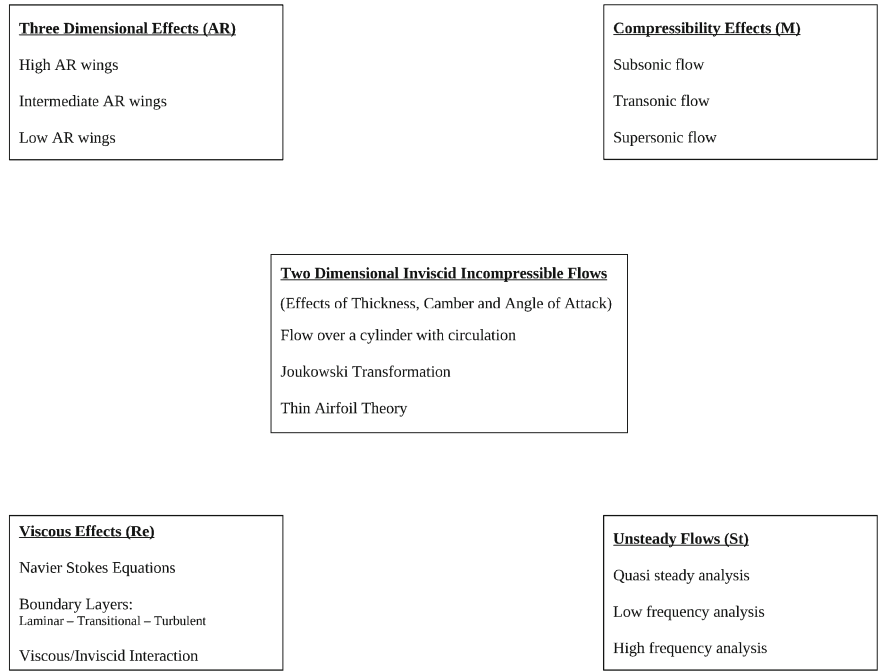 Three Dimensional Effects (AR)
High AR wings
Intermediate AR wings
Low AR wings
Compressibility Effects (M)
Subsonic flow
Transonic flow
Supersonic flow
Two Dimensional Inviscid Incompressible Flows
(Effects of Thickness, Camber and Angle of Attack)
Flow over a cylinder with circulation
Joukowski Transformation
Thin Airfoil Theory
Viscous Effects (Re)
Navier Stokes Equations
Boundary Layers:
Laminar – Transitional – Turbulent
Viscous/Inviscid Interaction
Unsteady Flows (St)
Quasi steady analysis
Low frequency analysis
High frequency analysis